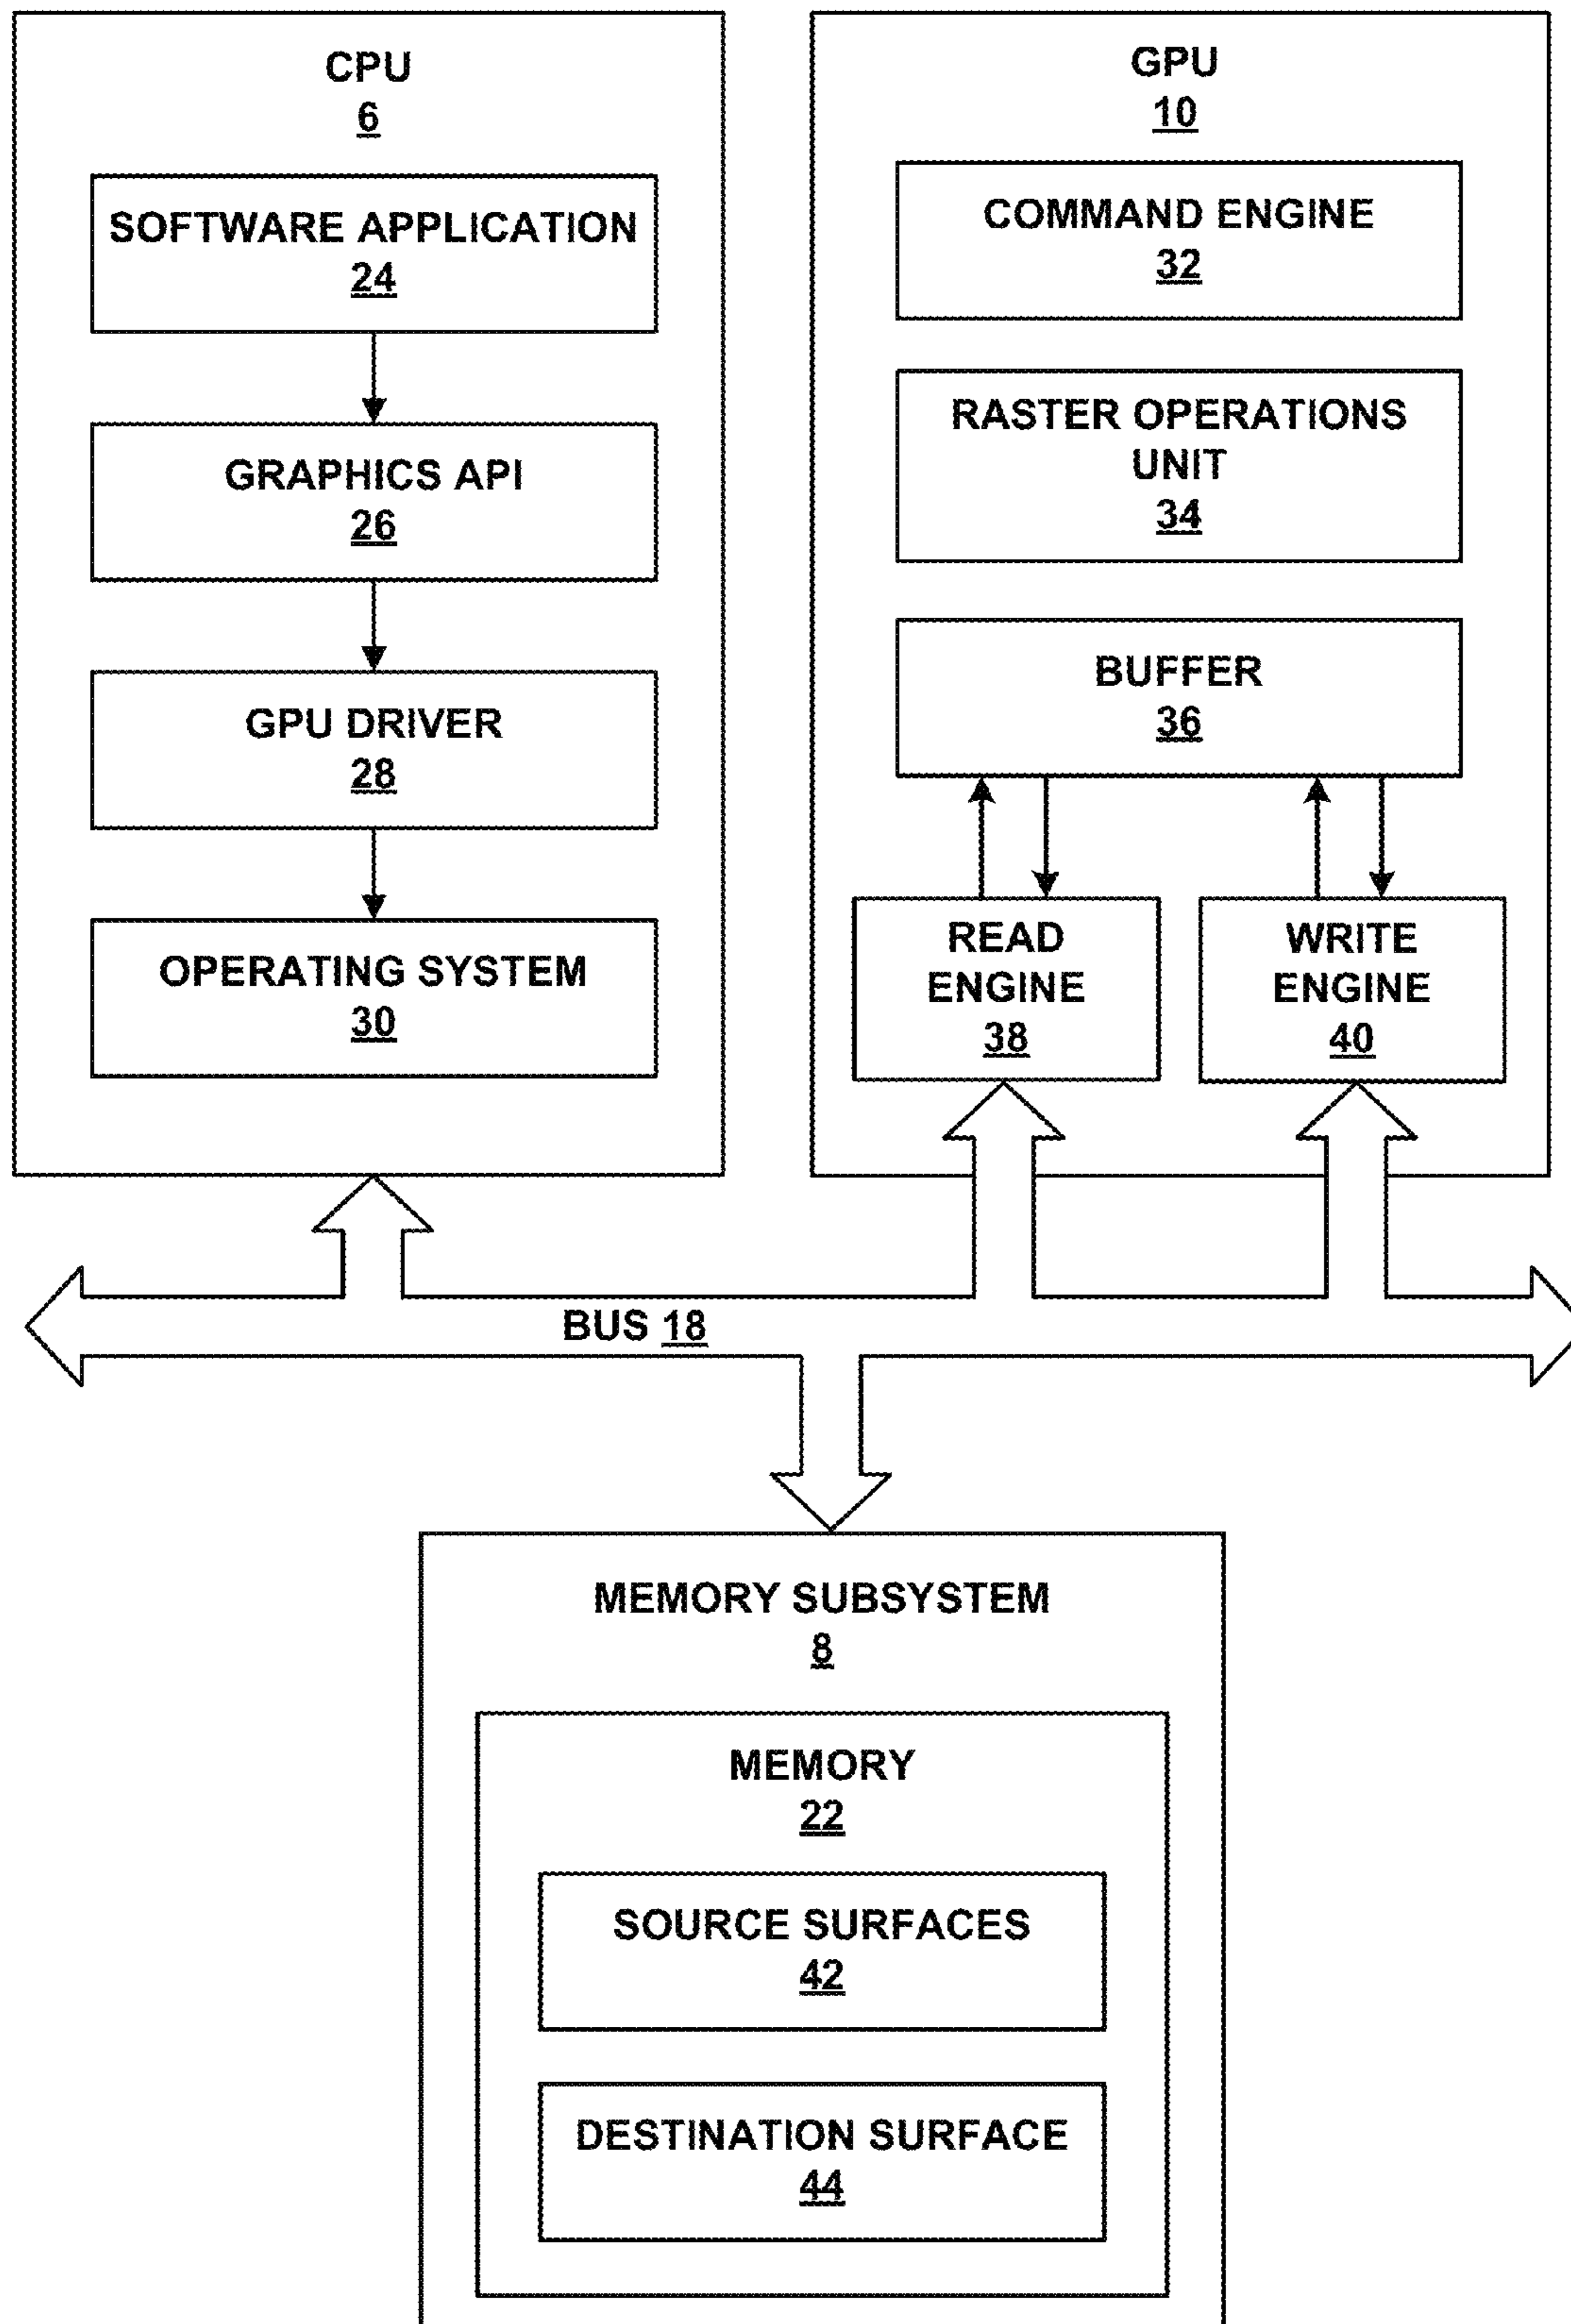 CPU
6
SOFTWARE APPLICATION
24
GRAPHICS API
26
GPU DRIVER
28
OPERATING SYSTEM
30
GPU
10
COMMAND ENGINE
32
RASTER OPERATIONS
UNIT
34
BUFFER
36
READ
ENGINE
38
WRITE
ENGINE
40
BUS 18
MEMORY SUBSYSTEM
8
MEMORY
22
SOURCE SURFACES
42
DESTINATION SURFACE
44